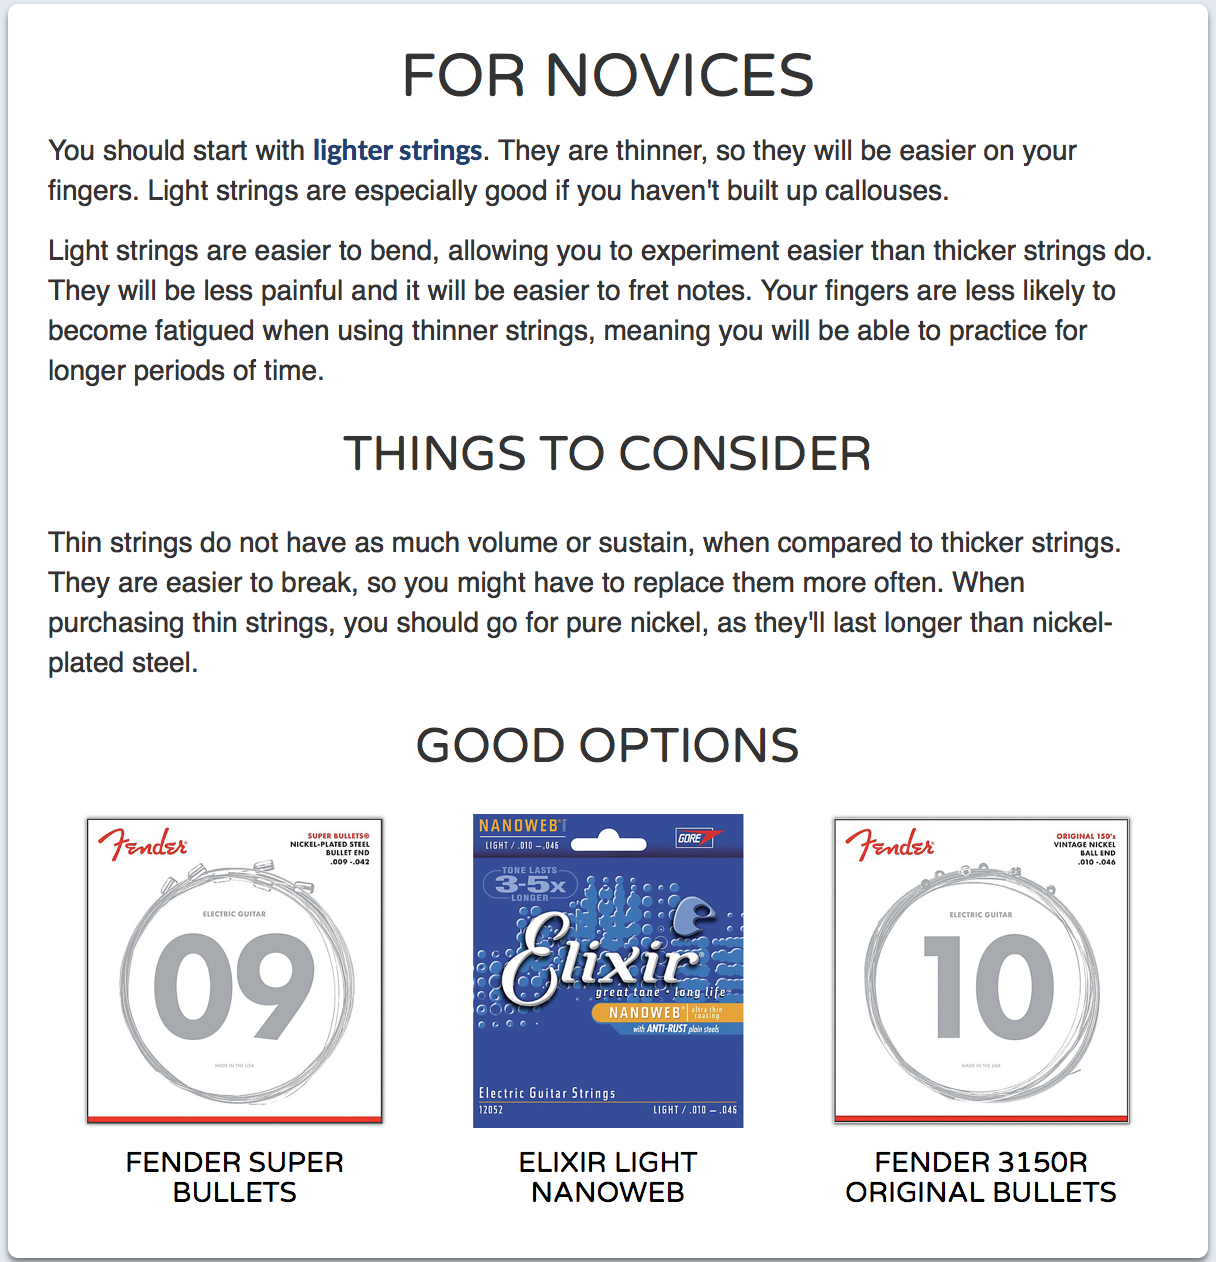 FOR NOVICES
You should start with lighter strings. They are thinner, so they will be easier on your
fingers. Light strings are especially good if you haven't built up callouses.
Light strings are easier to bend, allowing you to experiment easier than thicker strings do.
They will be less painful and it will be easier to fret notes. Your fingers are less likely to
become fatigued when using thinner strings, meaning you will be able to practice for
longer periods of time.
THINGS TO CONSIDER
Thin strings do not have as much volume or sustain, when compared to thicker strings.
They are easier to break, so you might have to replace them more often. When
purchasing thin strings, you should go for pure nickel, as they'll last longer than nickel-
plated steel.
GOOD OPTIONS
Fender
SUPER BULLETS®
NICKEL-PLATED STEEL
BULLET END
.009 -.042
ELECTRIC GUITAR
09
MADE IN THE USA
NANOWEB®
LIGHT / .010 – .046
GORE
TONE LASTS
3-5x
LONGER
Elixir
great tone • long life
NANOWEB® ultra thin
coating
with ANTI-RUST plain steels
Electric Guitar Strings
12052 LIGHT / .010 – .046
Fender
ORIGINAL 150's
VINTAGE NICKEL
BALL END
.010 -.046
ELECTRIC GUITAR
10
MADE IN THE USA
FENDER SUPER
BULLETS
ELIXIR LIGHT
NANOWEB
FENDER 3150R
ORIGINAL BULLETS